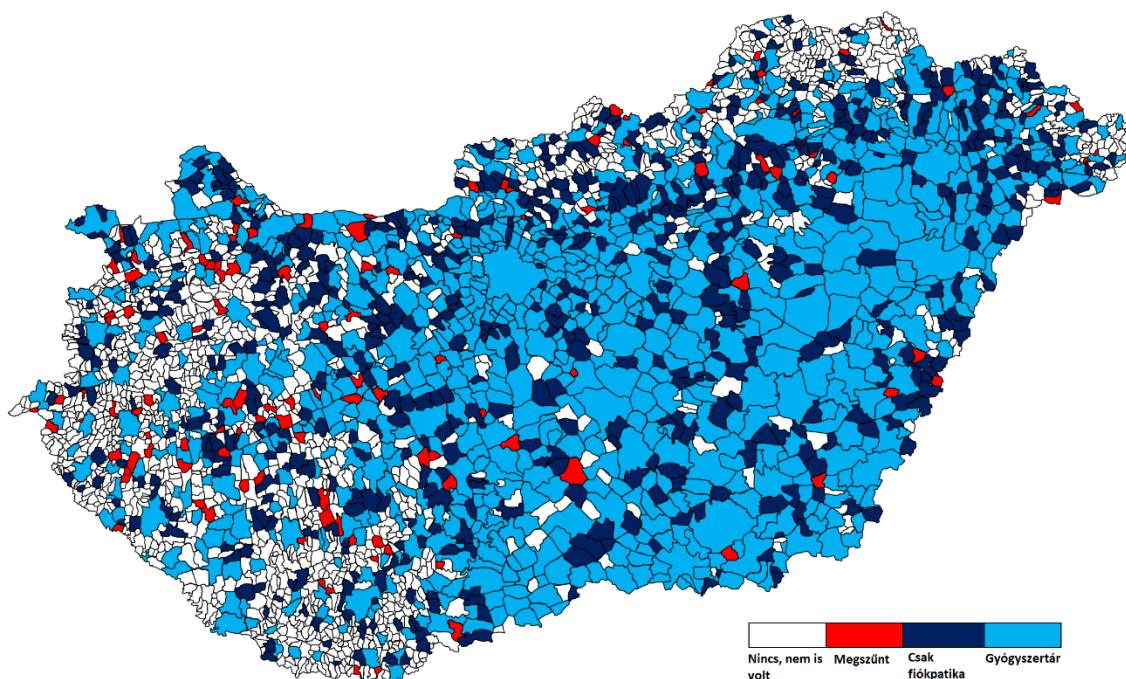 Nincs, nem is volt
Megszűnt
Csak fiókpatika
Gyógyszertár